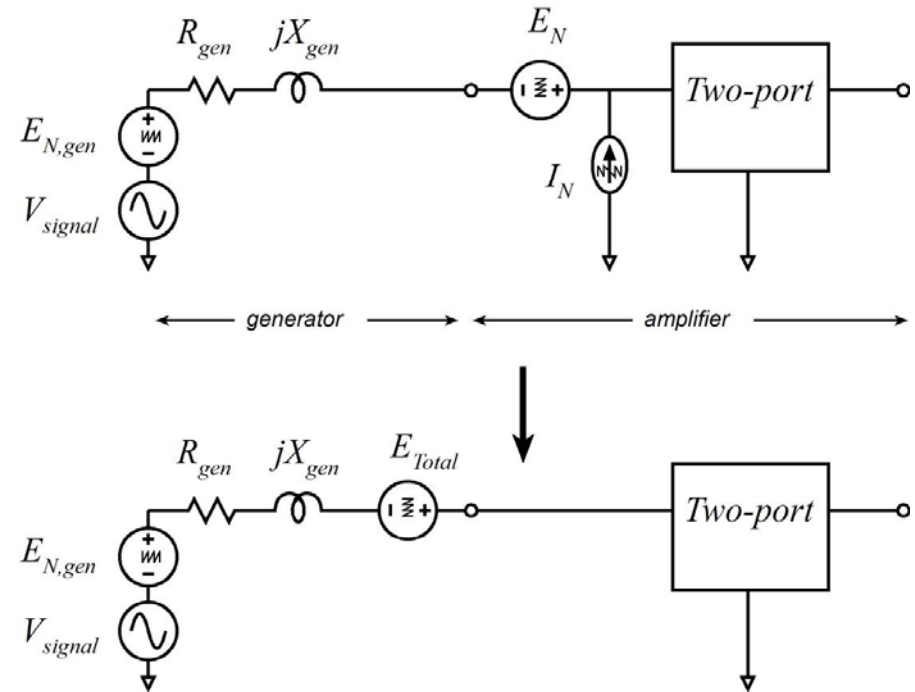 R_gen jX_gen E_N
Two-port
E_N,gen
+
−
− +
I_N
V_signal
generator amplifier
R_gen jX_gen E_Total
Two-port
E_N,gen
+
−
− +
V_signal